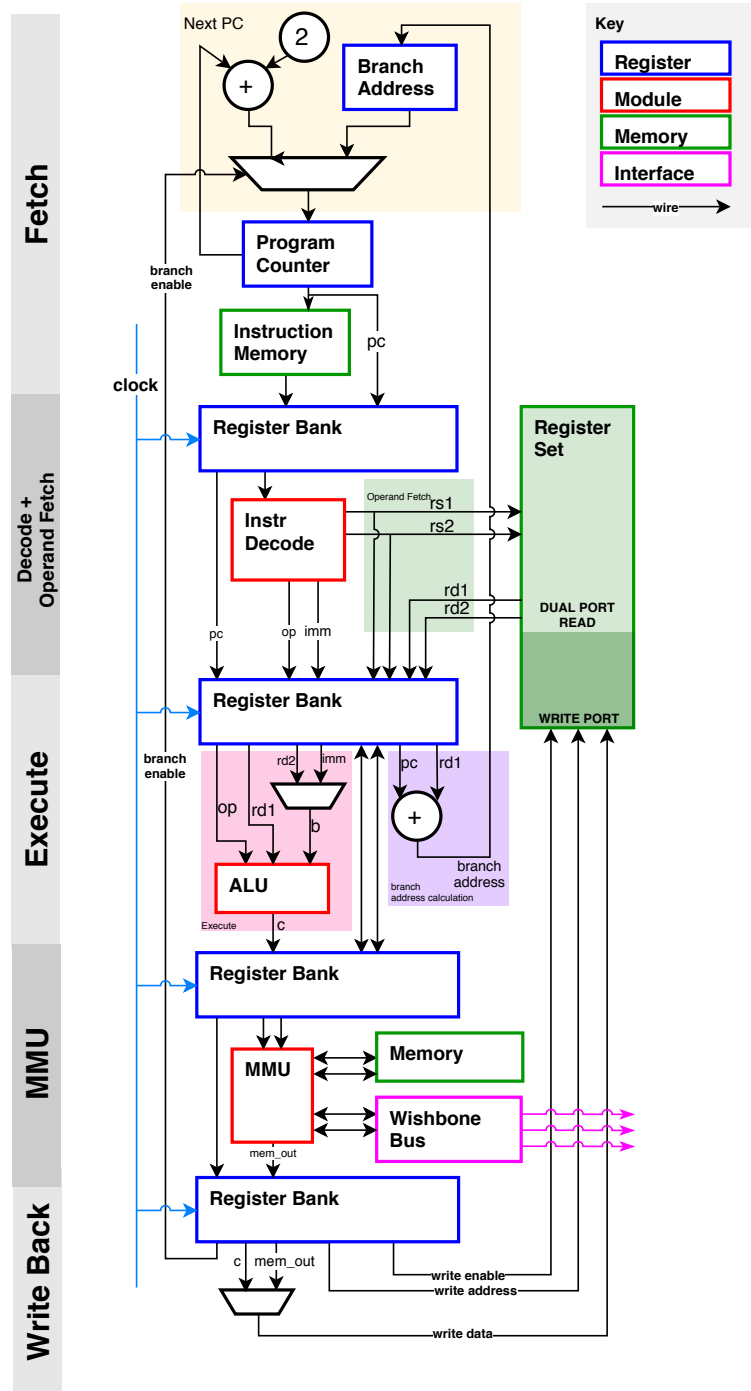 Next PC
2
+
Branch
Address
Key
Register
Module
Memory
Interface
wire
Fetch
branch
enable
Program
Counter
Instruction
Memory
pc
clock
Register Bank
Register
Set
Decode +
Operand Fetch
Instr
Decode
Operand Fetch
rs1
rs2
rd1
rd2
DUAL PORT
READ
pc
op
imm
Register Bank
WRITE PORT
Execute
branch
enable
op
rd1
rd2
imm
b
pc
rd1
+
ALU
branch
address
branch
address calculation
Execute
c
Register Bank
MMU
MMU
Memory
Wishbone
Bus
mem_out
Register Bank
Write Back
c
mem_out
write enable
write address
write data